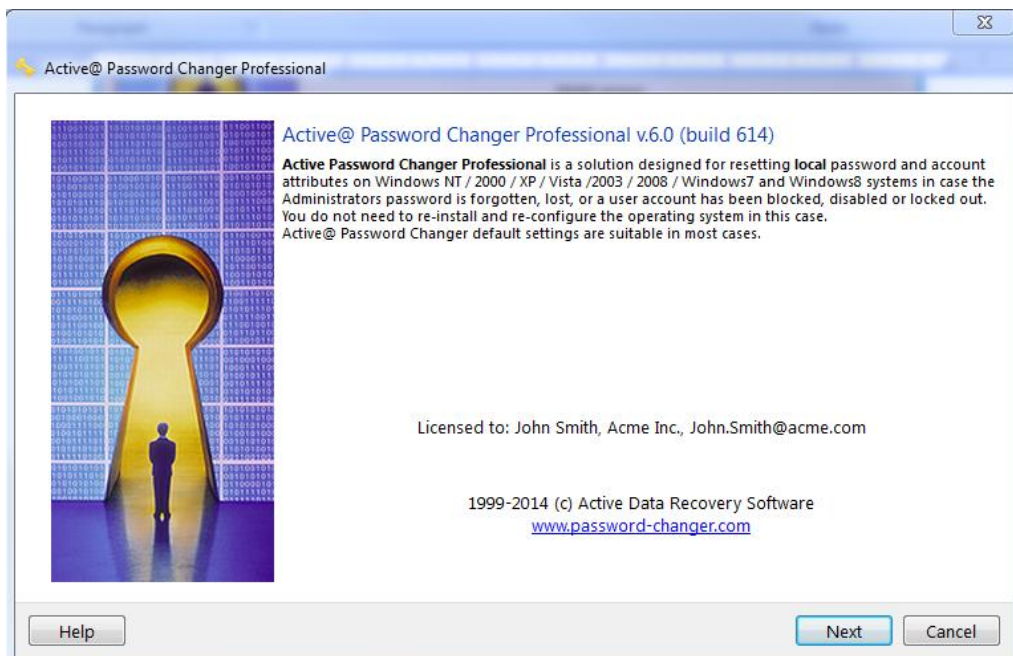 Active@ Password Changer Professional
Active@ Password Changer Professional v.6.0 (build 614)
Active Password Changer Professional is a solution designed for resetting local password and account
attributes on Windows NT / 2000 / XP / Vista /2003 / 2008 / Windows7 and Windows8 systems in case the
Administrators password is forgotten, lost, or a user account has been blocked, disabled or locked out.
You do not need to re-install and re-configure the operating system in this case.
Active@ Password Changer default settings are suitable in most cases.
Licensed to: John Smith, Acme Inc., John.Smith@acme.com
1999-2014 (c) Active Data Recovery Software
www.password-changer.com
Help
Next
Cancel